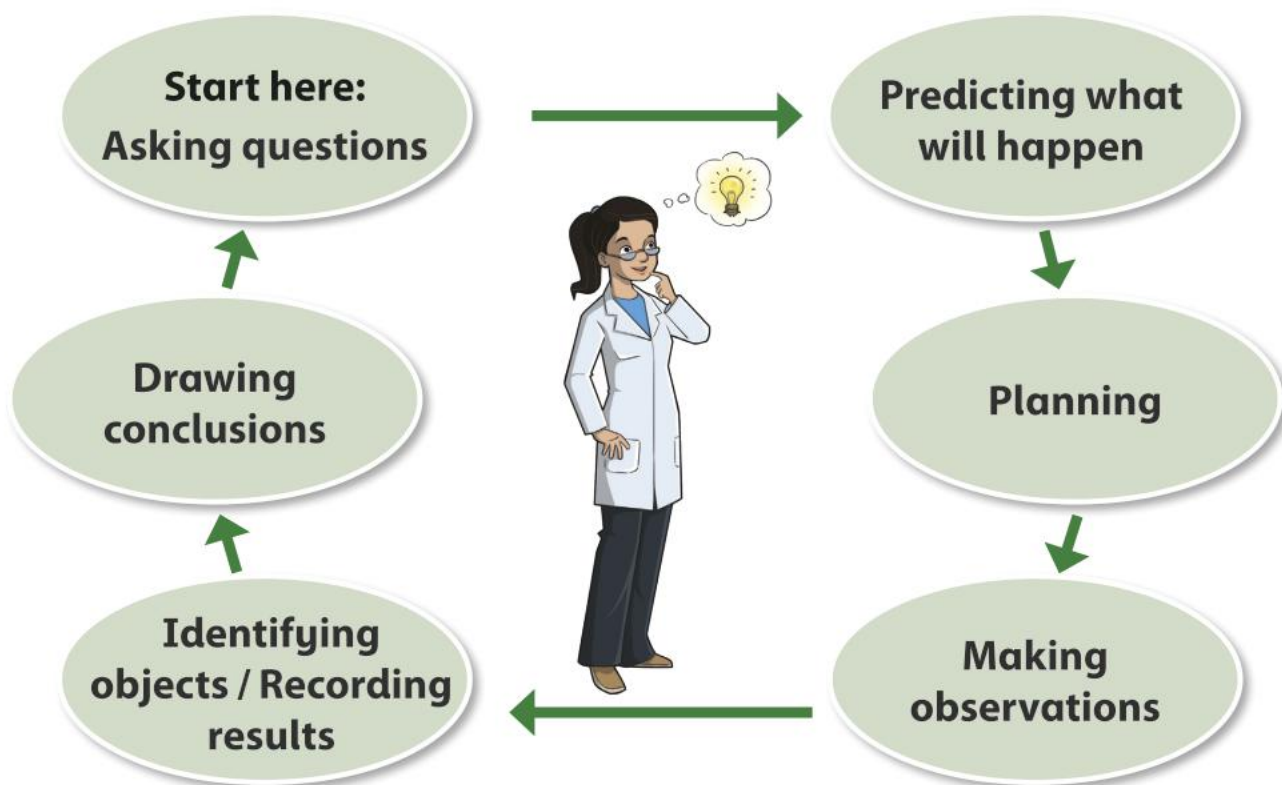 Start here:
Asking questions
Predicting what
will happen
Planning
Making
observations
Identifying
objects / Recording
results
Drawing
conclusions